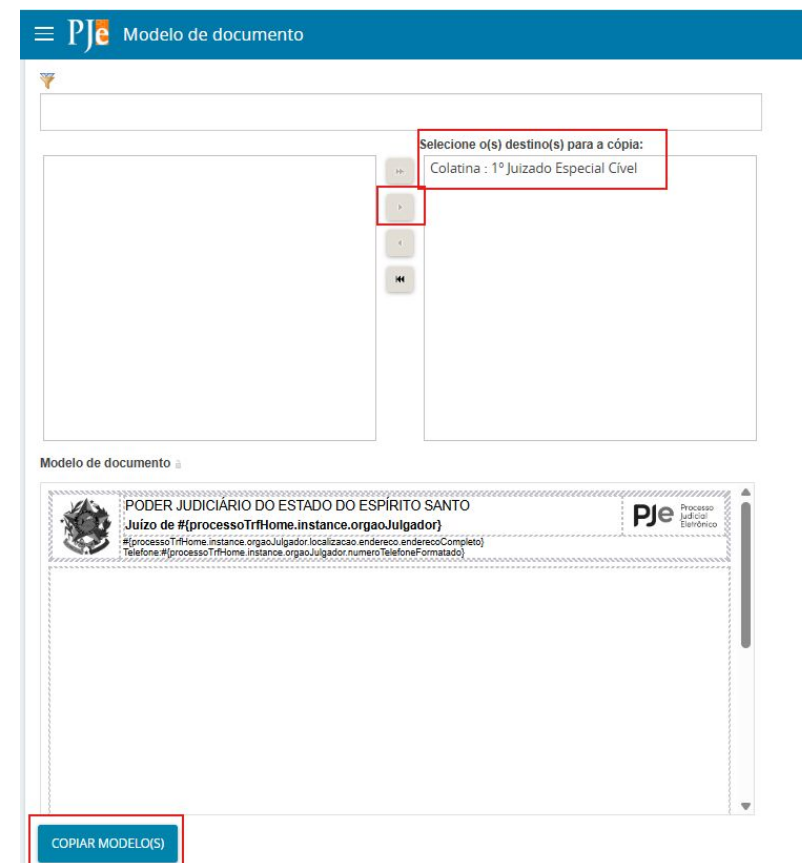 PJe Modelo de documento
Selecione o(s) destino(s) para a cópia:
Colatina : 1º Juizado Especial Cível
Modelo de documento
PODER JUDICIÁRIO DO ESTADO DO ESPÍRITO SANTO
Juízo de #{processoTrfHome.instance.orgaoJulgador}
#{processoTrfHome.instance.orgaoJulgador.localizacao.endereco.enderecoCompleto}
Telefone:#{processoTrfHome.instance.orgaoJulgador.numeroTelefoneFormatado}
PJe Processo
Judicial
Eletrônico
COPIAR MODELO(S)